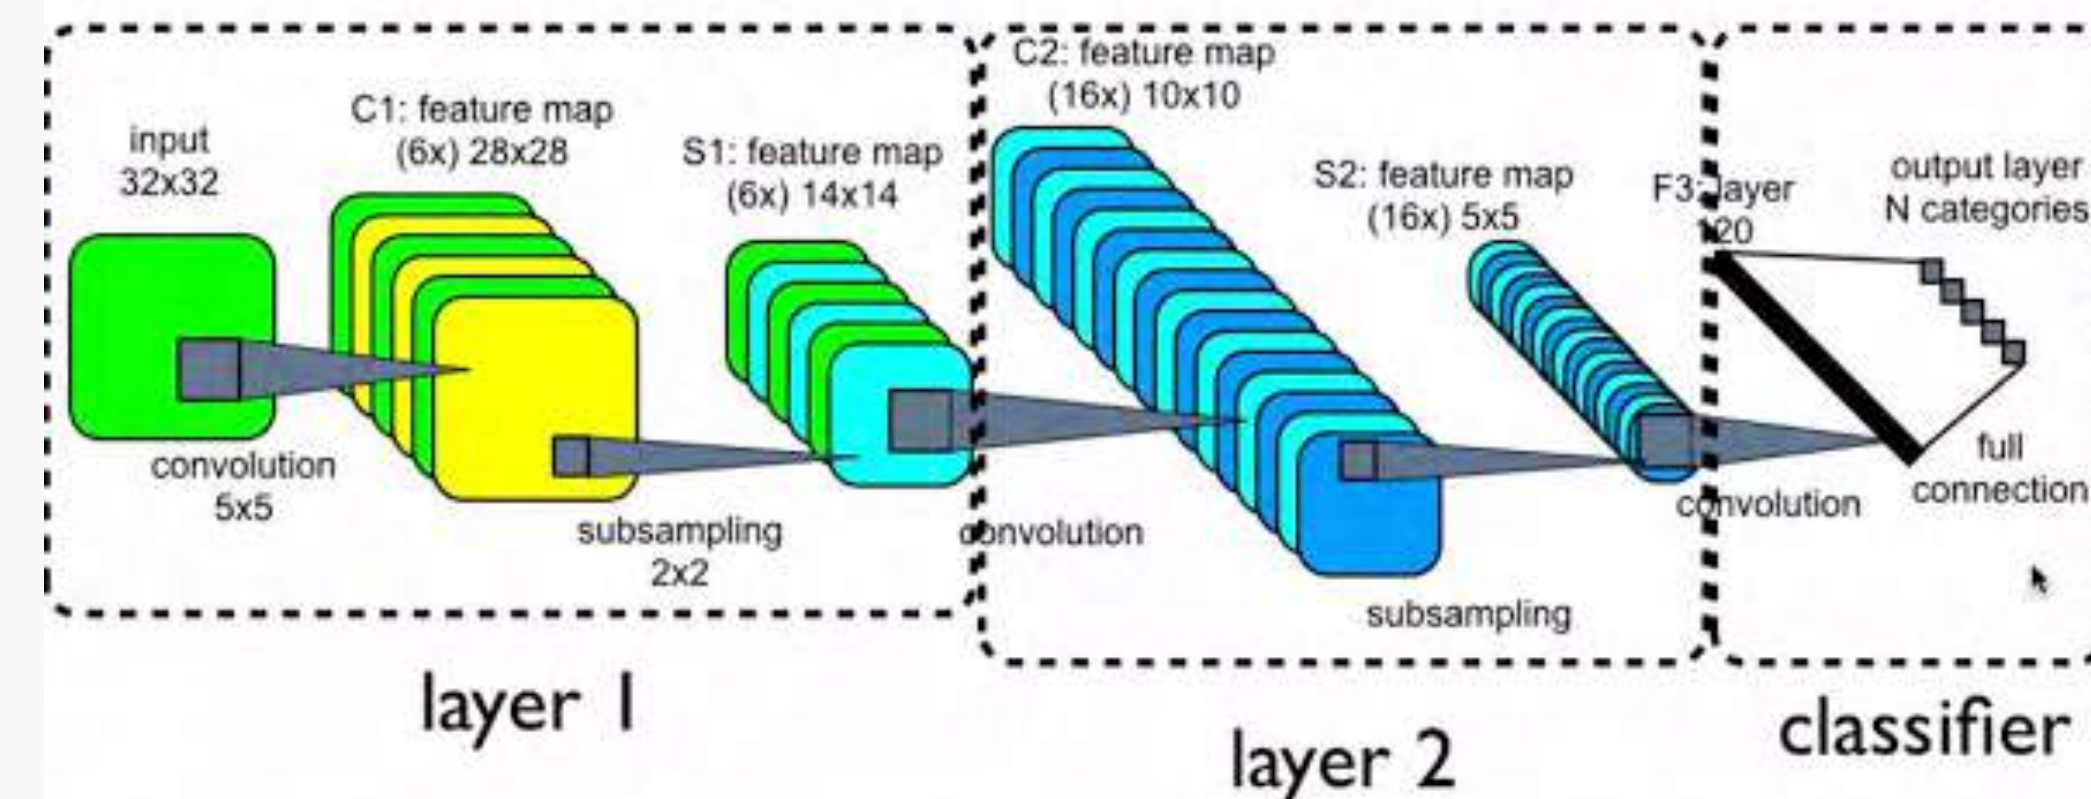 input
32x32
C1: feature map
(6x) 28x28
S1: feature map
(6x) 14x14
C2: feature map
(16x) 10x10
S2: feature map
(16x) 5x5
F3: layer
output layer
N categories
convolution
5x5
subsampling
2x2
convolution
subsampling
convolution
full
connection
layer 1
layer 2
classifier